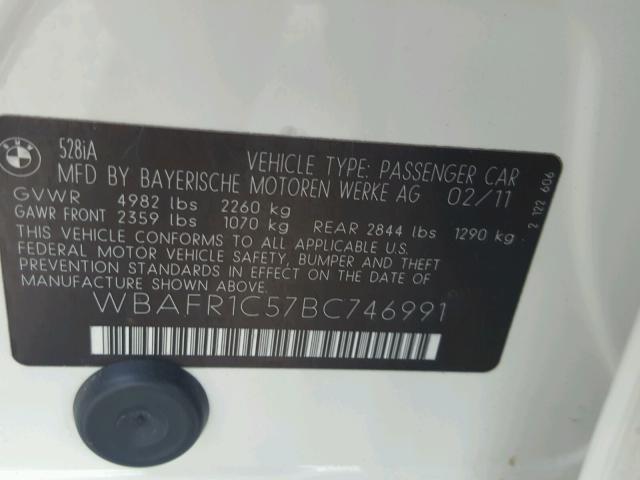 BMW
528iA
MFD BY BAYERISCHE MOTOREN WERKE AG
VEHICLE TYPE: PASSENGER CAR
02/11
GVWR 4982 lbs 2260 kg
GAWR FRONT 2359 lbs 1070 kg REAR 2844 lbs 1290 kg
THIS VEHICLE CONFORMS TO ALL APPLICABLE U.S.
FEDERAL MOTOR VEHICLE SAFETY, BUMPER AND THEFT
PREVENTION STANDARDS IN EFFECT ON THE DATE OF
MANUFACTURE SHOWN ABOVE.
WBAFR1C57BC746991
2 122 606